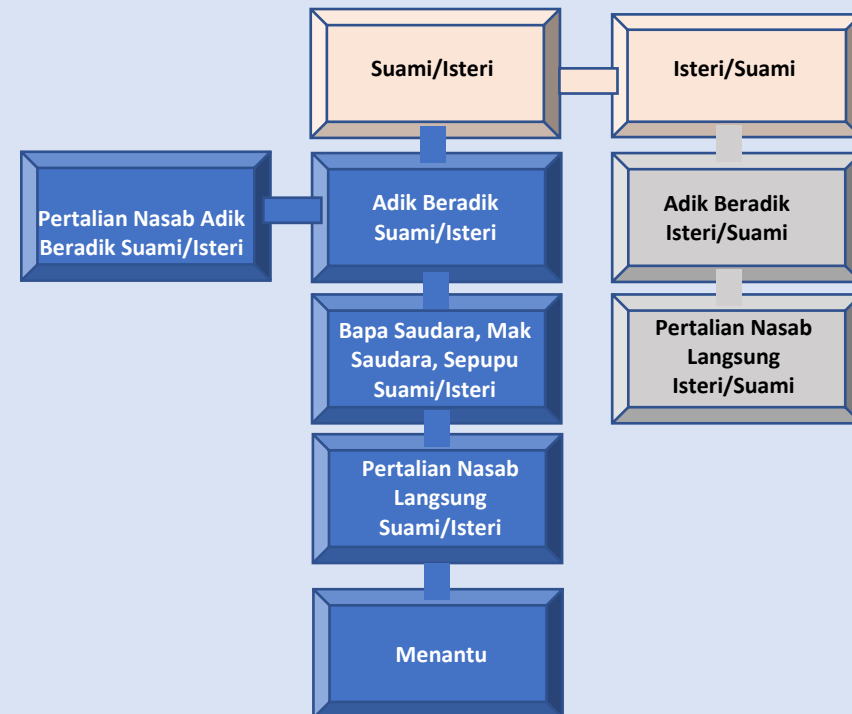 Suami/Isteri
Isteri/Suami
Pertalian Nasab Adik
Beradik Suami/Isteri
Adik Beradik
Suami/Isteri
Adik Beradik
Isteri/Suami
Bapa Saudara, Mak
Saudara, Sepupu
Suami/Isteri
Pertalian Nasab
Langsung
Isteri/Suami
Pertalian Nasab
Langsung
Suami/Isteri
Menantu